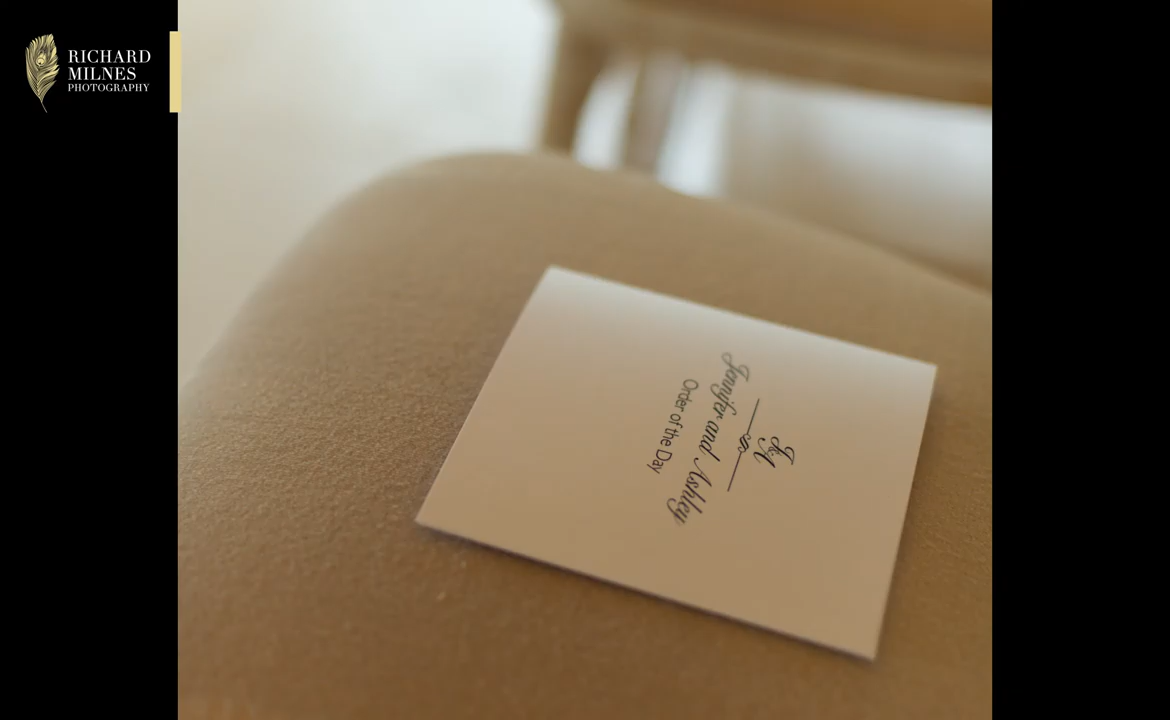 RICHARD
MILNES
PHOTOGRAPHY
J&A
Jennifer and Ashley
Order of the Day